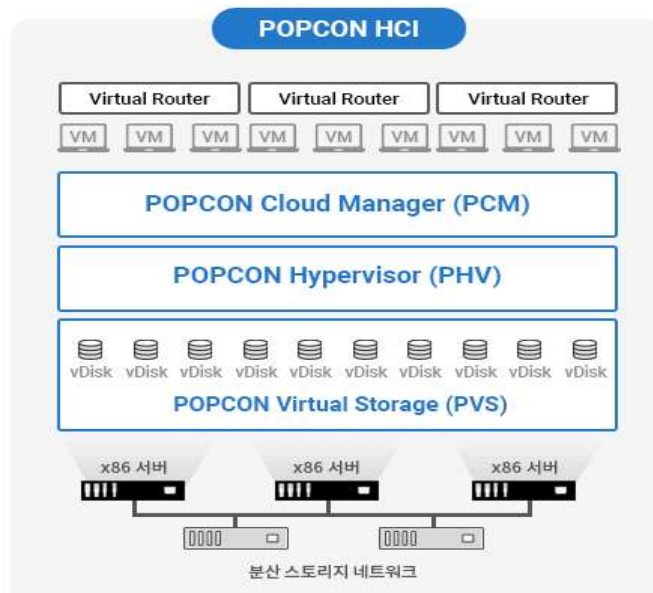 POPCON HCI
Virtual Router Virtual Router Virtual Router
VM VM VM VM VM VM VM VM VM
POPCON Cloud Manager (PCM)
POPCON Hypervisor (PHV)
vDisk vDisk vDisk vDisk vDisk vDisk vDisk vDisk vDisk vDisk
POPCON Virtual Storage (PVS)
x86 서버 x86 서버 x86 서버
분산 스토리지 네트워크